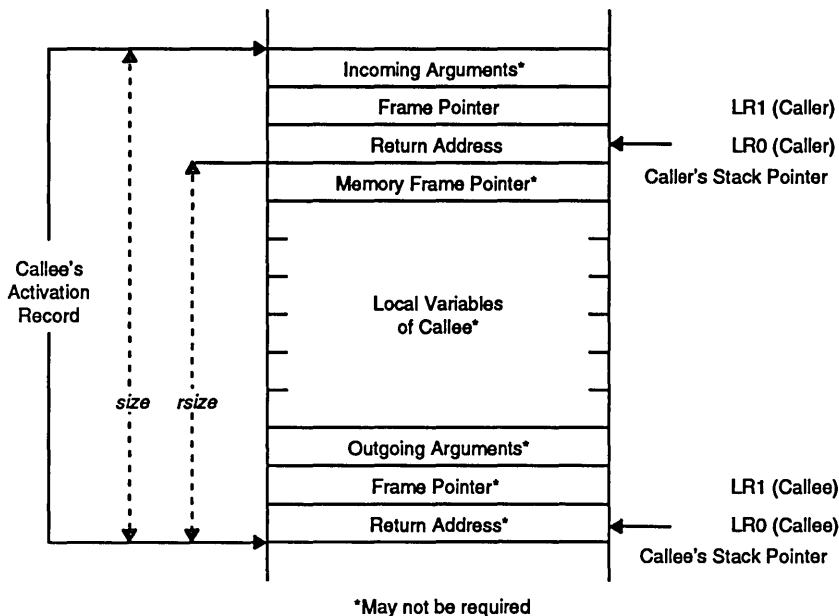 Incoming Arguments*
Frame Pointer
LR1 (Caller)
Return Address
LR0 (Caller)
Caller's Stack Pointer
Memory Frame Pointer*
Callee's
Activation
Record
Local Variables
of Callee*
size
rsize
Outgoing Arguments*
Frame Pointer*
LR1 (Callee)
Return Address*
LR0 (Callee)
Callee's Stack Pointer
*May not be required